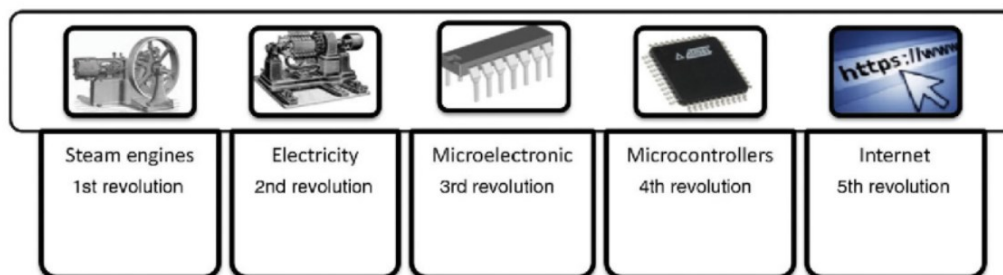 https://www
Steam engines
1st revolution
Electricity
2nd revolution
Microelectronic
3rd revolution
Microcontrollers
4th revolution
Internet
5th revolution